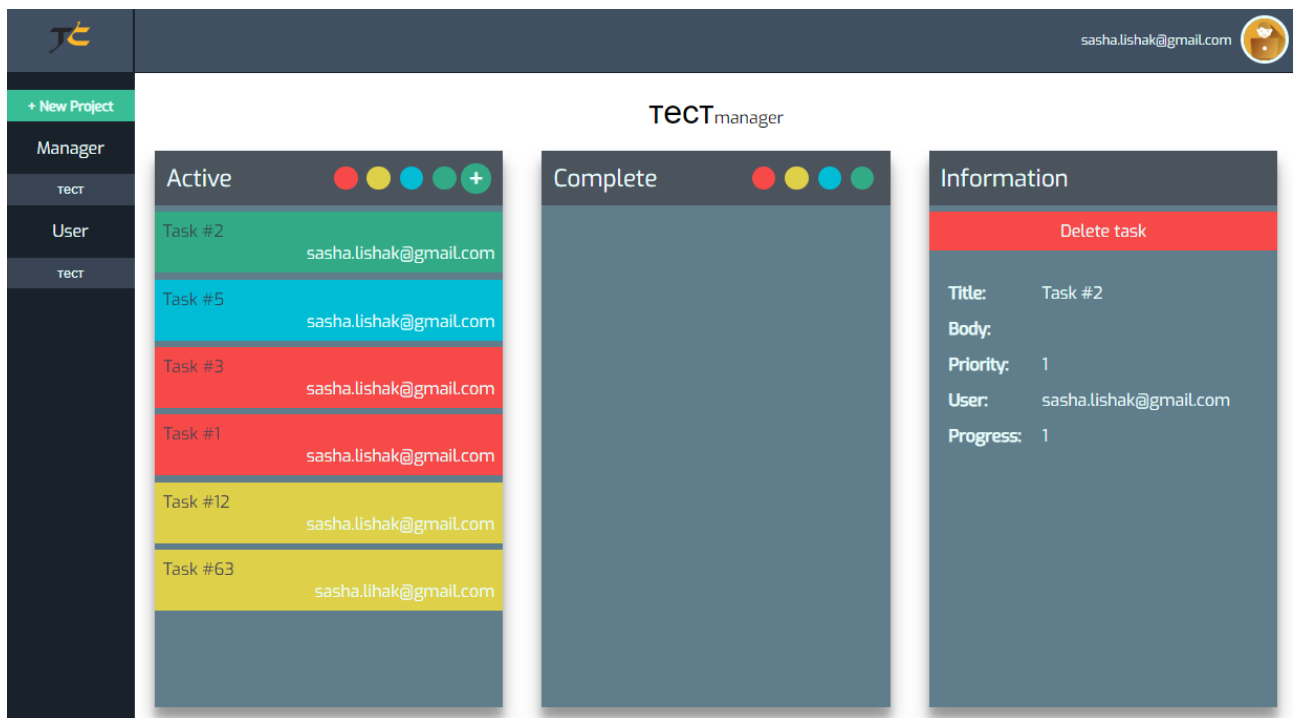 sasha.lishak@gmail.com
+ New Project
Manager
тест
User
тест
тестmanager
Active
+
Task #2
sasha.lishak@gmail.com
Task #5
sasha.lishak@gmail.com
Task #3
sasha.lishak@gmail.com
Task #1
sasha.lishak@gmail.com
Task #12
sasha.lishak@gmail.com
Task #63
sasha.lihak@gmail.com
Complete
Information
Delete task
Title: Task #2
Body:
Priority: 1
User: sasha.lishak@gmail.com
Progress: 1